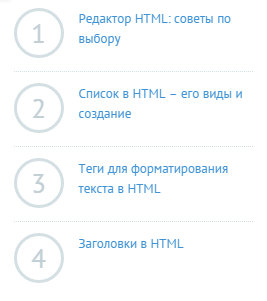 1
Редактор HTML: советы по
выбору
2
Список в HTML – его виды и
создание
3
Теги для форматирования
текста в HTML
4
Заголовки в HTML